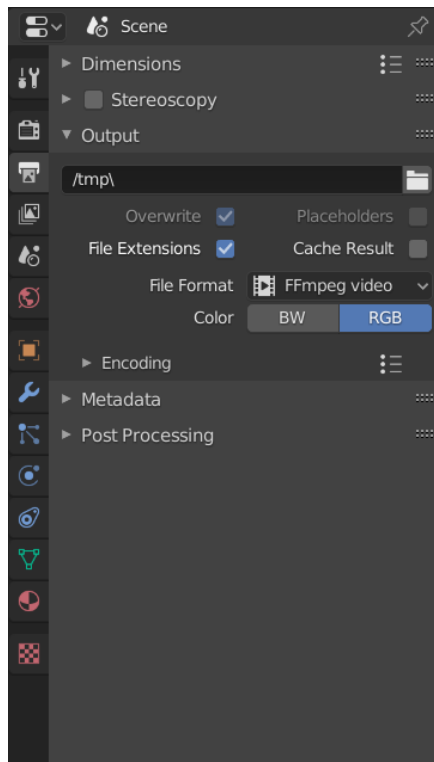 Scene
Dimensions
Stereoscopy
Output
/tmp\
Overwrite Placeholders
File Extensions Cache Result
File Format FFmpeg video
Color BW RGB
Encoding
Metadata
Post Processing